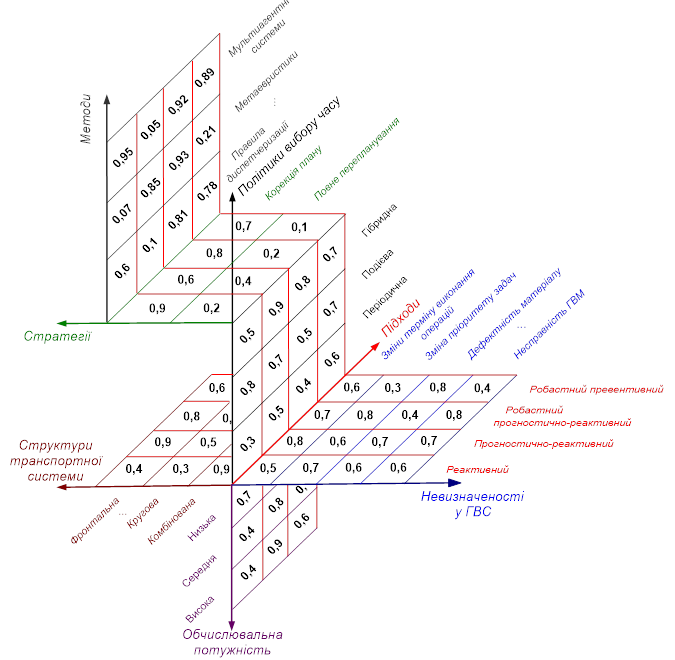 Мультиагентні
системи
0,89
Метаевристики
0,92
0,05
...
Методи
0,95
0,21
Правила
диспетчеризації
0,93
0,85
Політики вибору часу
0,07
0,78
Корекція плану
Повне перепланування
0,81
0,1
0,6
0,7
0,1
Гібридна
0,8
0,2
0,7
Подієва
0,6
0,4
0,8
Періодична
0,9
0,2
0,9
0,7
Стратегії
0,5
0,5
0,6
Підходи
Зміни терміну виконання
операцій
Зміна пріоритету задач
Дефектність матеріалу
...
Несправність ГВМ
0,8
0,7
0,4
0,6
0,6
0,3
0,8
0,4
Робастний превентивний
0,8
0,
0,5
0,7
0,8
0,4
0,8
Робастний
прогностично-реактивний
0,9
0,5
0,3
0,8
0,6
0,7
0,7
Прогностично-реактивний
Структури
транспортної
системи
0,4
0,3
0,9
0,5
0,7
0,6
0,6
Реактивний
Невизначеності
у ГВС
Фронтальна
...
Кругова
Комбінована
Низька
0,7
0,8
0,
0,4
0,6
Середня
0,9
0,4
Висока
Обчислювальна
потужність